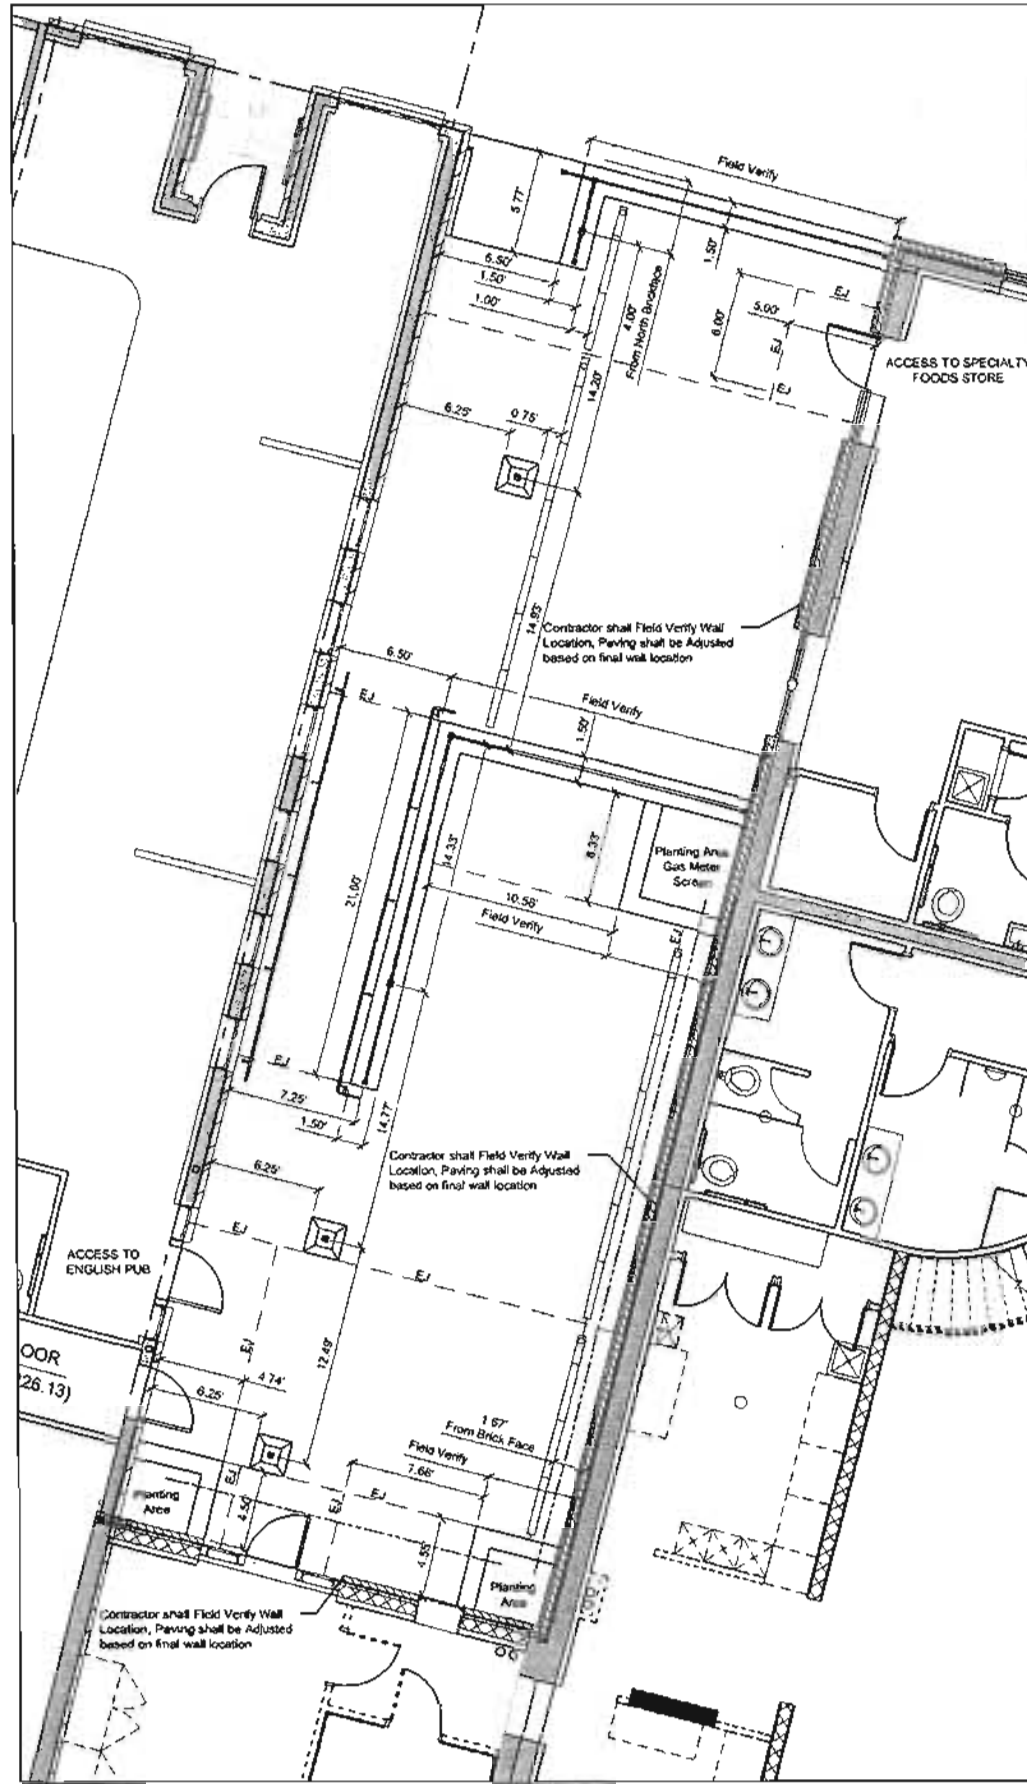 Field Verify
5.77'
6.50'
1.50'
1.00'
4.00'
From North Brickface
1.50'
6.00'
5.00'
EJ
EJ
EJ
ACCESS TO SPECIALTY
FOODS STORE
14.20'
6.25'
0.75'
14.93'
Contractor shall Field Verify Wall
Location, Paving shall be Adjusted
based on final wall location
6.50'
EJ
Field Verify
1.50'
21.00'
14.33'
8.33'
Planting Area
Gas Meter
Screen
10.58'
Field Verify
EJ
EJ
7.25'
1.50'
14.77'
Contractor shall Field Verify Wall
Location, Paving shall be Adjusted
based on final wall location
6.25'
EJ
EJ
ACCESS TO
ENGLISH PUB
EJ
12.49'
OOR
26.13)
4.74'
6.25'
1.67'
From Brick Face
Field Verify
7.66'
EJ
EJ
EJ
4.50'
4.55'
Planting
Area
Planting
Area
Contractor shall Field Verify Wall
Location, Paving shall be Adjusted
based on final wall location